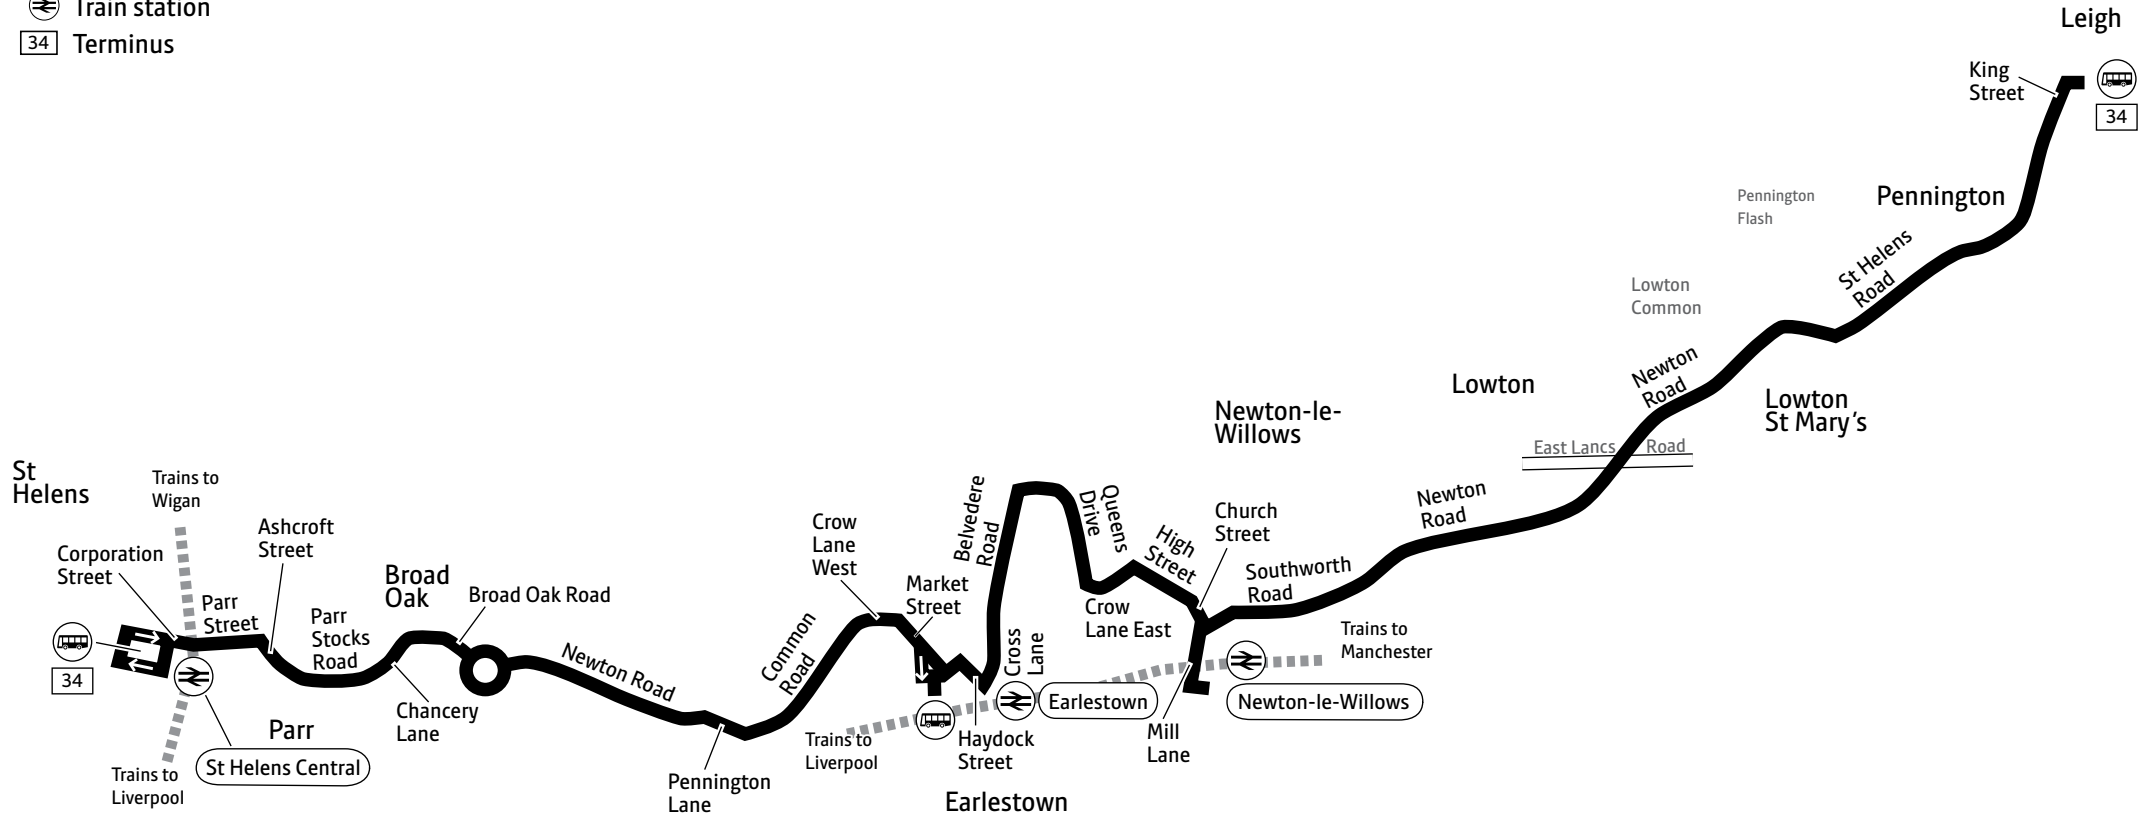 Train station
34 Terminus
Leigh
King
Street
34
Pennington
Flash
Pennington
St Helens
Road
Lowton
Common
Newton
Road
Lowton
Lowton
St Mary's
Newton-le-
Willows
East Lancs Road
St
Helens
Trains to
Wigan
Ashcroft
Street
Corporation
Street
Parr
Street
34
Parr
Stocks
Road
Broad
Oak
Broad Oak Road
Chancery
Lane
Parr
St Helens Central
Trains to
Liverpool
Newton Road
Pennington
Lane
Common
Road
Crow
Lane
West
Market
Street
Trains to
Liverpool
Haydock
Street
Earlestown
Belvedere
Road
Cross
Lane
Earlestown
Queens
Drive
Crow
Lane East
High
Street
Church
Street
Southworth
Road
Newton
Road
Mill
Lane
Trains to
Manchester
Newton-le-Willows